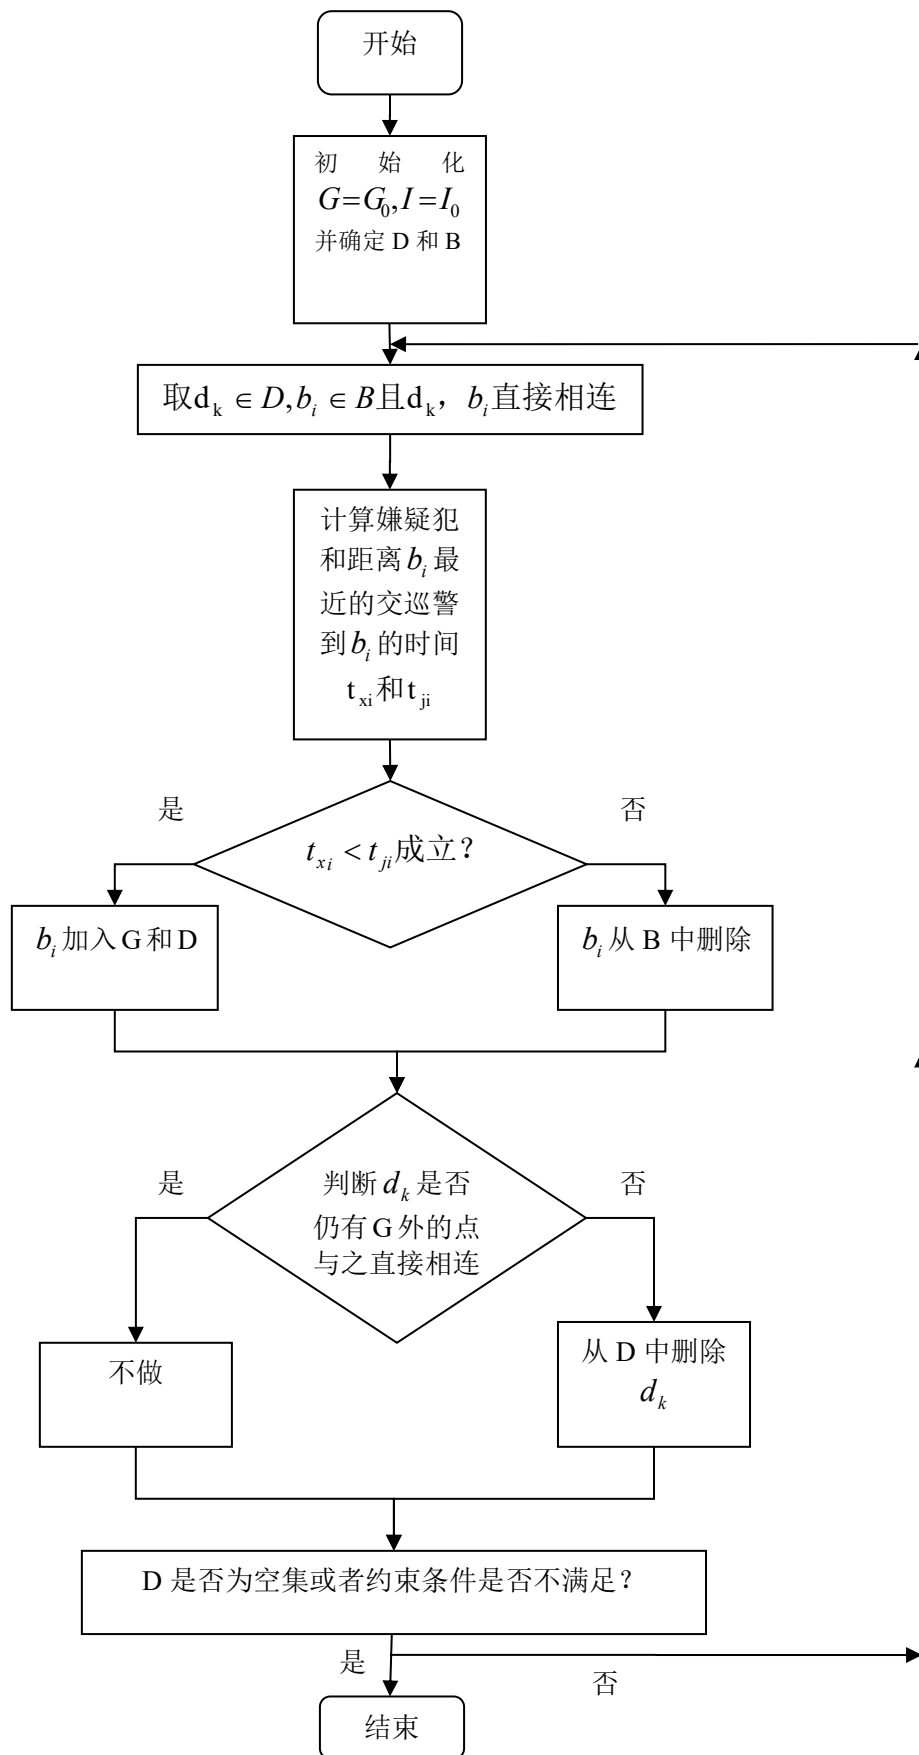 开始
初 始 化
G=G₀,I=I₀
并确定 D 和 B
取dₖ∈D,bᵢ∈B且dₖ，bᵢ直接相连
计算嫌疑犯
和距离bᵢ最
近的交巡警
到bᵢ的时间
t_xi和t_ji
是
否
t_xi<t_ji成立？
bᵢ加入G和D
bᵢ从 B 中删除
是
否
判断dₖ是否
仍有G外的点
与之直接相连
不做
从 D 中删除
dₖ
D 是否为空集或者约束条件是否不满足？
是
否
结束